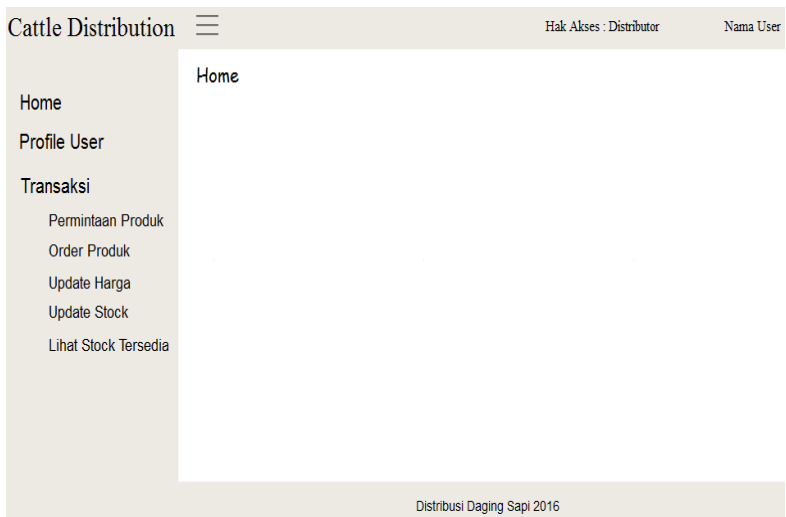 Cattle Distribution
Hak Akses : Distributor
Nama User
Home
Home
Profile User
Transaksi
Permintaan Produk
Order Produk
Update Harga
Update Stock
Lihat Stock Tersedia
Distribusi Daging Sapi 2016